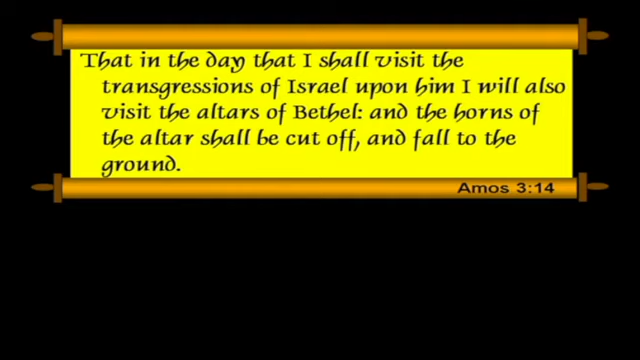 That in the day that I shall visit the
transgressions of Israel upon him I will also
visit the altars of Bethel: and the horns of
the altar shall be cut off, and fall to the
ground.
Amos 3:14